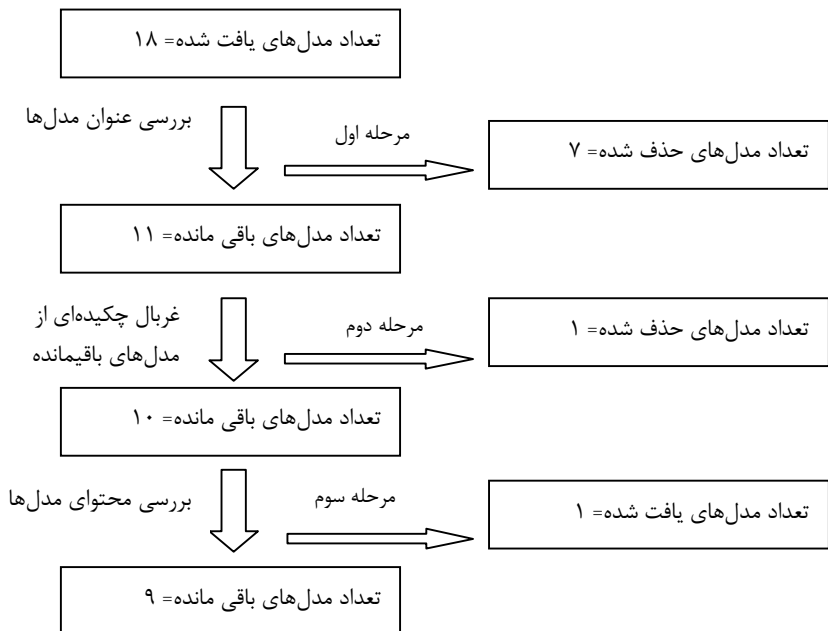 تعداد مدل‌های یافت شده= ۱۸
بررسی عنوان مدل‌ها
مرحله اول
تعداد مدل‌های حذف شده= ۷
تعداد مدل‌های باقی مانده= ۱۱
غربال چکیده‌ای از
مدل‌های باقیمانده
مرحله دوم
تعداد مدل‌های حذف شده= ۱
تعداد مدل‌های باقی مانده= ۱۰
بررسی محتوای مدل‌ها
مرحله سوم
تعداد مدل‌های یافت شده= ۱
تعداد مدل‌های باقی مانده= ۹